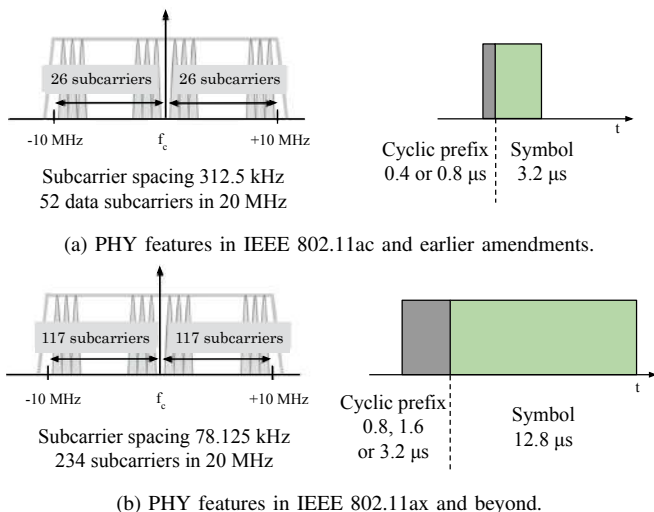 26 subcarriers
26 subcarriers
-10 MHz
fc
+10 MHz
t
Subcarrier spacing 312.5 kHz
52 data subcarriers in 20 MHz
Cyclic prefix
0.4 or 0.8 μs
Symbol
3.2 μs
(a) PHY features in IEEE 802.11ac and earlier amendments.
117 subcarriers
117 subcarriers
-10 MHz
fc
+10 MHz
t
Subcarrier spacing 78.125 kHz
234 subcarriers in 20 MHz
Cyclic prefix
0.8, 1.6
or 3.2 μs
Symbol
12.8 μs
(b) PHY features in IEEE 802.11ax and beyond.